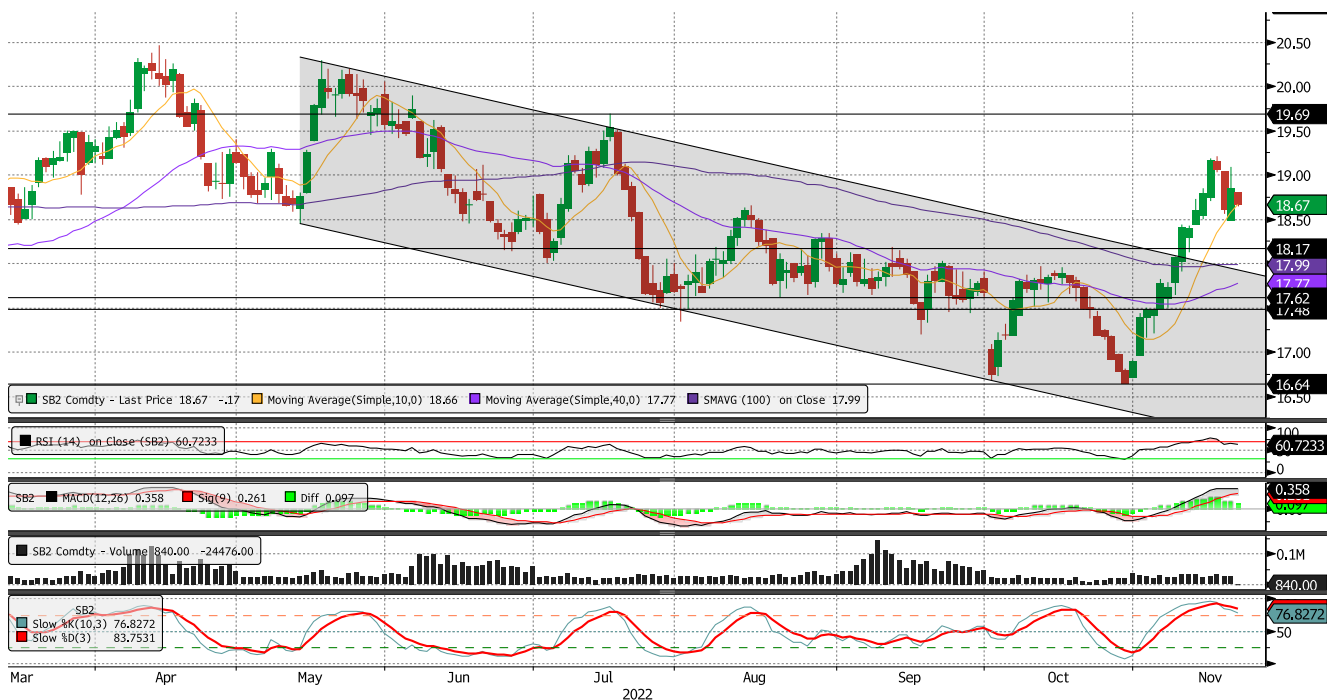 20.50
20.00
19.69
19.50
19.00
18.67
18.50
18.17
17.99
17.77
17.62
17.48
17.00
16.64
16.50
SB2 Comdty - Last Price 18.67 -.17 Moving Average(Simple,10,0) 18.66 Moving Average(Simple,40,0) 17.77 SMAVG (100) on Close 17.99
100
RSI (14) on Close (SB2) 60.7233
60.7233
0
SB2 MACD(12,26) 0.358 Sig(9) 0.261 Diff 0.097
0.358
0.097
SB2 Comdty - Volume 840.00 -24476.00
0.1M
840.00
SB2
Slow %K(10,3) 76.8272
Slow %D(3) 83.7531
76.8272
50
Mar Apr May Jun Jul Aug Sep Oct Nov
2022